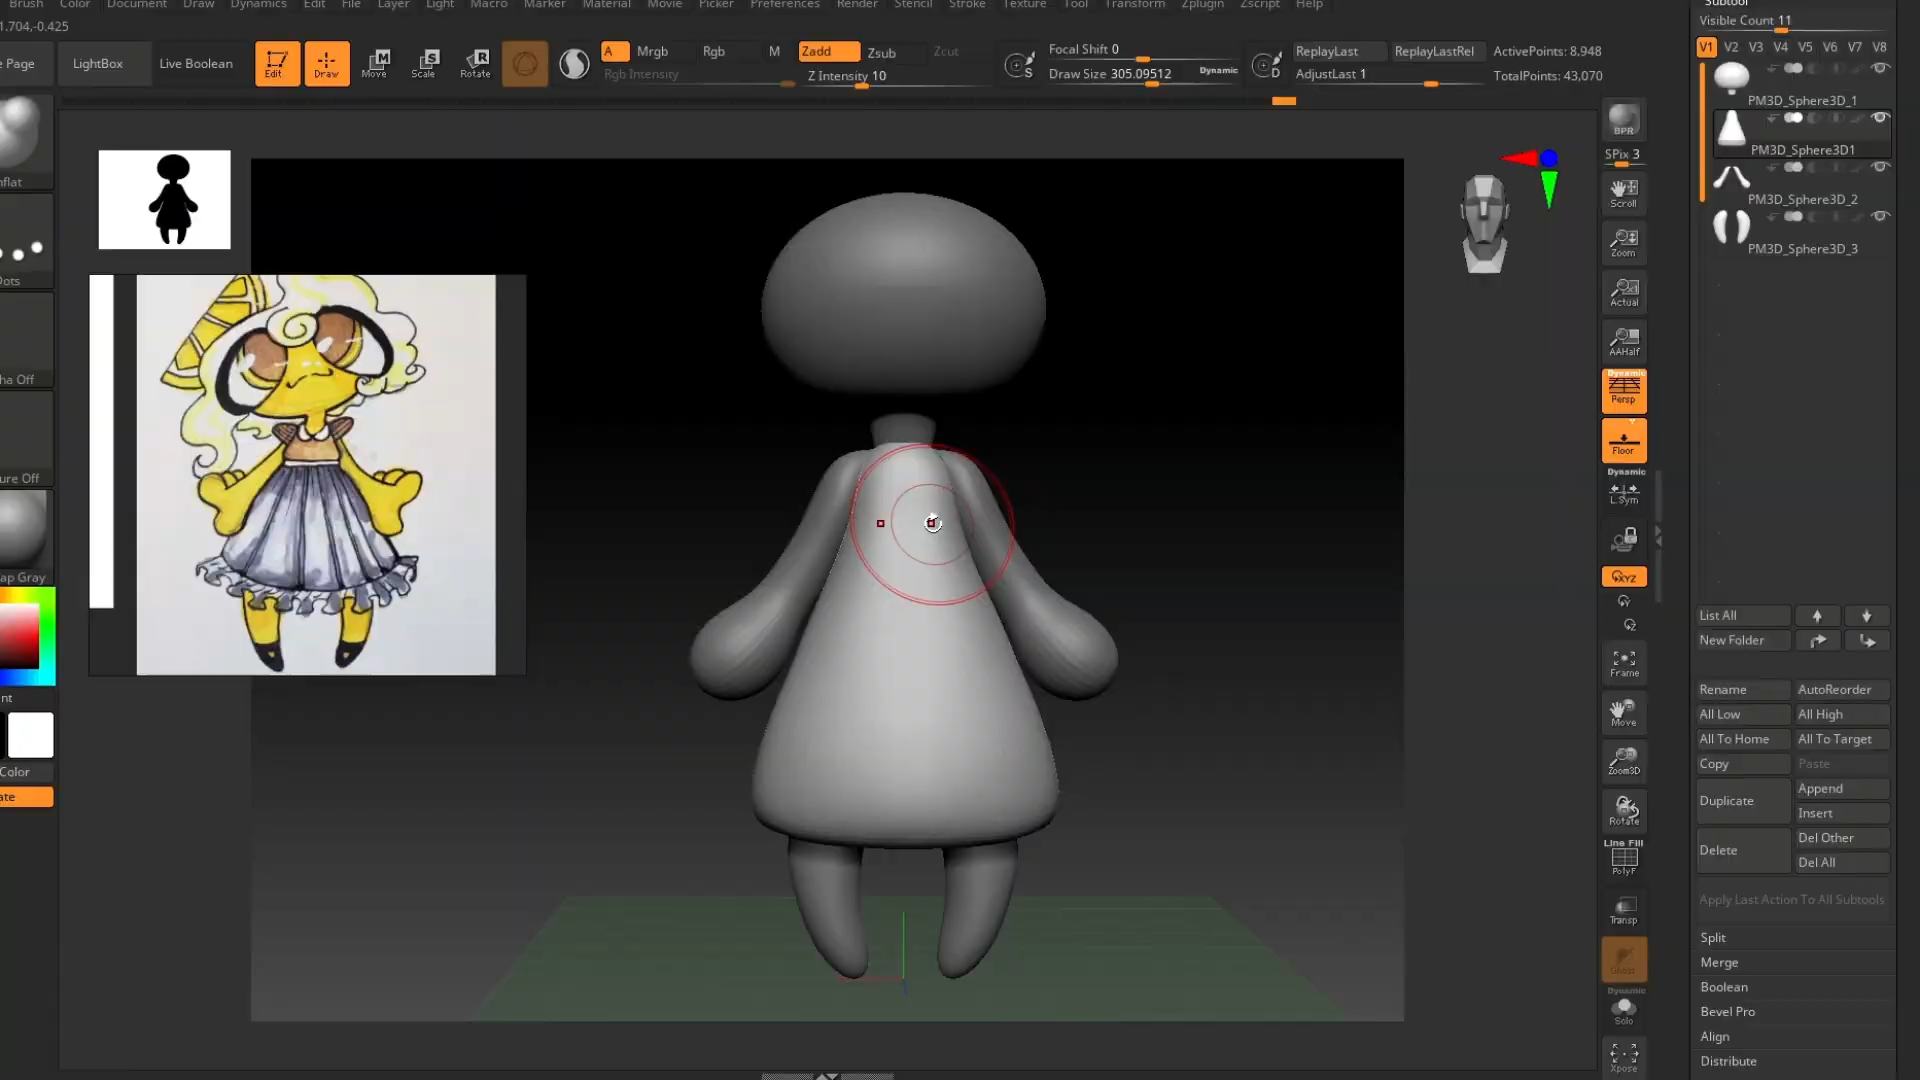 Brush Color Document Draw Dynamics Edit File Layer Light Macro Marker Material Movie Picker Preferences Render Stencil Stroke Texture Tool Transform Zplugin Zscript Help
1.704,-0.425
e Page LightBox Live Boolean Edit Draw Move Scale Rotate
A Mrgb Rgb M Zadd Zsub Zcut
Rgb Intensity Z Intensity 10
Focal Shift 0
Draw Size 305.09512 Dynamic
ReplayLast ReplayLastRel ActivePoints: 8,948
AdjustLast 1 TotalPoints: 43,070
nflat
Dots
ha Off
ure Off
ap Gray
nt
Color
ate
BPR
SPix 3
Scroll
Zoom
Actual
AAHalf
Dynamic
Persp
Floor
Dynamic
L.Sym
XYZ
Frame
Move
Zoom3D
Rotate
Line Fill
PolyF
Transp
Ghost
Dynamic
Solo
Xpose
Subtool
Visible Count 11
V1 V2 V3 V4 V5 V6 V7 V8
PM3D_Sphere3D_1
PM3D_Sphere3D1
PM3D_Sphere3D_2
PM3D_Sphere3D_3
List All
New Folder
Rename AutoReorder
All Low All High
All To Home All To Target
Copy Paste
Duplicate Append
Insert
Delete Del Other
Del All
Apply Last Action To All Subtools
Split
Merge
Boolean
Bevel Pro
Align
Distribute